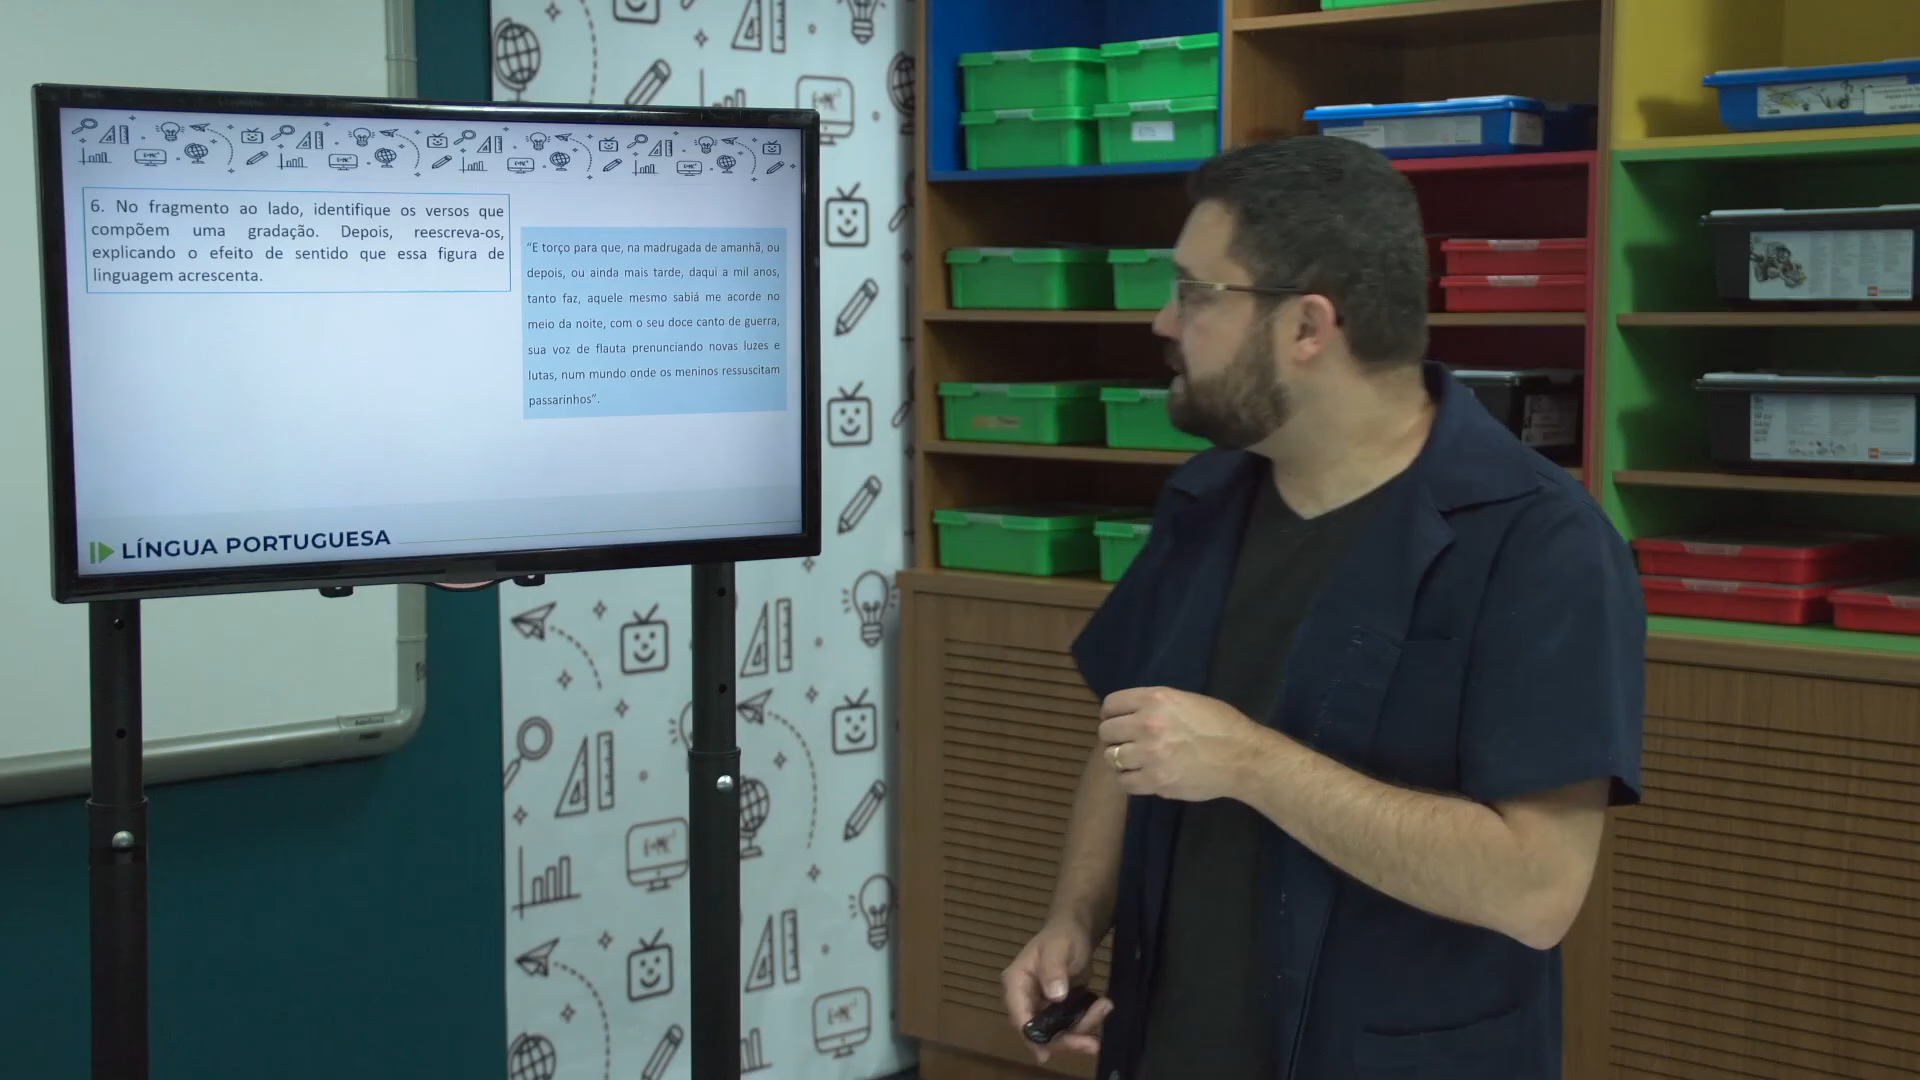 6. No fragmento ao lado, identifique os versos que
compõem uma gradação. Depois, reescreva-os,
explicando o efeito de sentido que essa figura de
linguagem acrescenta.
“E torço para que, na madrugada de amanhã, ou
depois, ou ainda mais tarde, daqui a mil anos,
tanto faz, aquele mesmo sabiá me acorde no
meio da noite, com o seu doce canto de guerra,
sua voz de flauta prenunciando novas luzes e
lutas, num mundo onde os meninos ressuscitam
passarinhos”.
LÍNGUA PORTUGUESA